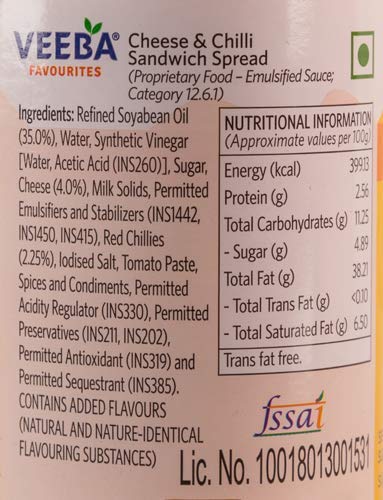 VEEBA
FAVOURITES
Cheese & Chilli
Sandwich Spread
(Proprietary Food – Emulsified Sauce;
Category 12.6.1)
Ingredients: Refined Soyabean Oil
(35.0%), Water, Synthetic Vinegar
[Water, Acetic Acid (INS260)], Sugar,
Cheese (4.0%), Milk Solids, Permitted
Emulsifiers and Stabilizers (INS1442,
INS1450, INS415), Red Chillies
(2.25%), Iodised Salt, Tomato Paste,
Spices and Condiments, Permitted
Acidity Regulator (INS330), Permitted
Preservatives (INS211, INS202),
Permitted Antioxidant (INS319) and
Permitted Sequestrant (INS385).
CONTAINS ADDED FLAVOURS
(NATURAL AND NATURE-IDENTICAL
FLAVOURING SUBSTANCES)
NUTRITIONAL INFORMATION
(Approximate values per 100g)
Energy (kcal) 399.13
Protein (g) 2.56
Total Carbohydrates (g) 11.25
- Sugar (g) 4.89
Total Fat (g) 38.21
- Total Trans Fat (g) <0.10
- Total Saturated Fat (g) 6.50
Trans fat free.
fssai
Lic. No. 10018013001531